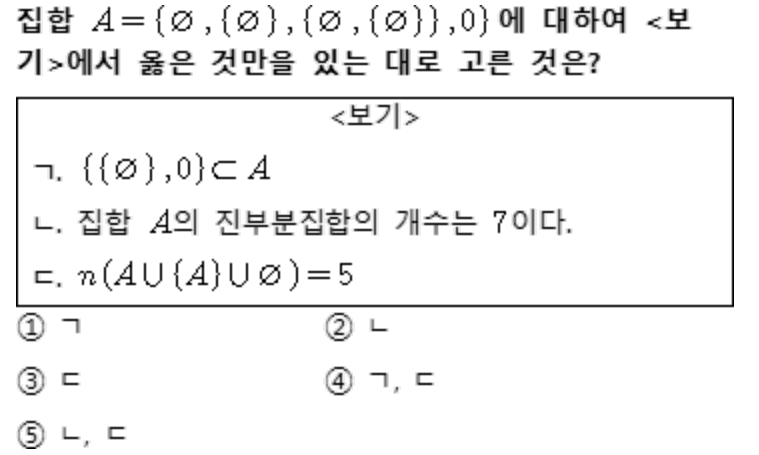 집합 A={∅,{∅},{∅,{∅}},0}에 대하여 <보
기>에서 옳은 것만을 있는 대로 고른 것은?
<보기>
ㄱ. {{∅},0}⊂A
ㄴ. 집합 A의 진부분집합의 개수는 7이다.
ㄷ. n(A∪{A}∪∅)=5
① ㄱ ② ㄴ
③ ㄷ ④ ㄱ, ㄷ
⑤ ㄴ, ㄷ